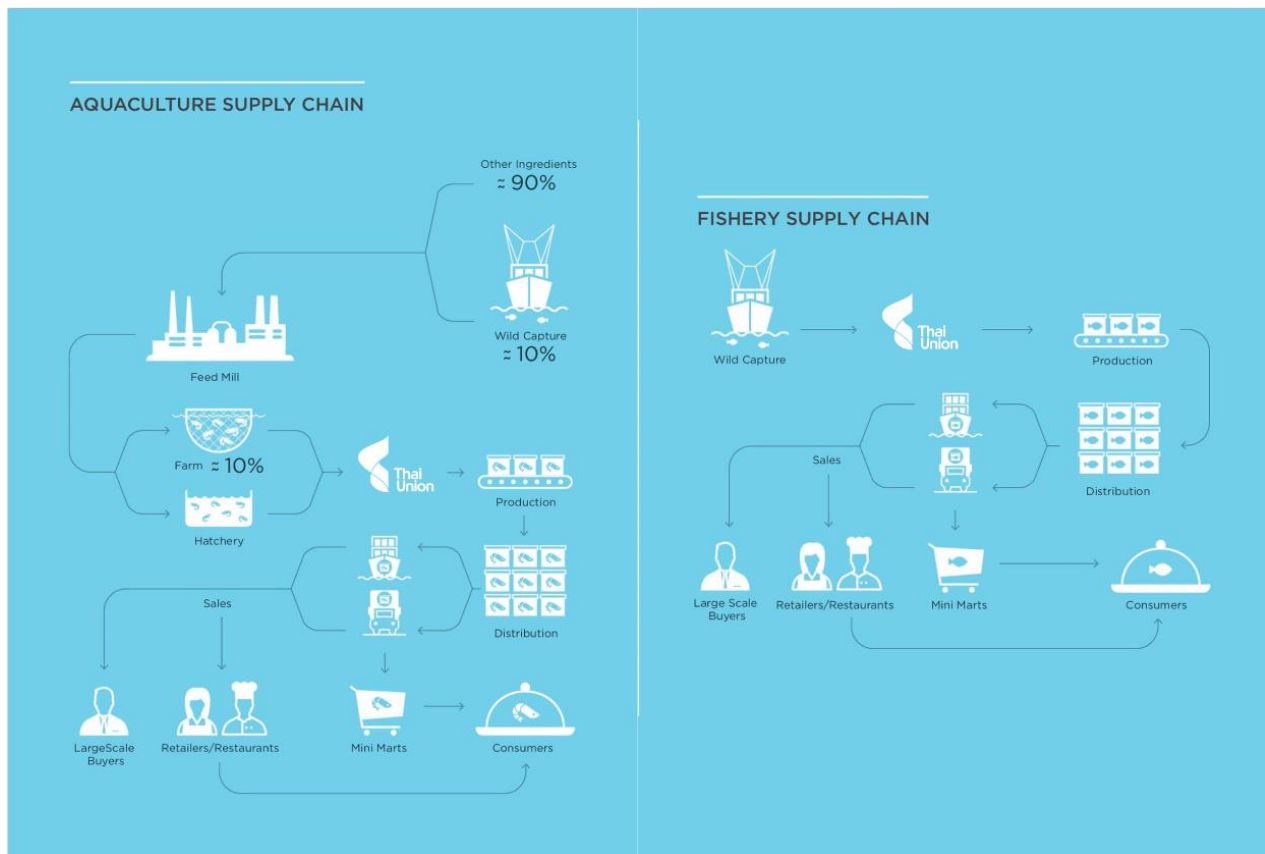 AQUACULTURE SUPPLY CHAIN
Other Ingredients
≈ 90%
Wild Capture
≈ 10%
Feed Mill
Farm ≈ 10%
Hatchery
Thai
Union
Production
Distribution
Sales
LargeScale
Buyers
Retailers/Restaurants
Mini Marts
Consumers
FISHERY SUPPLY CHAIN
Wild Capture
Thai
Union
Production
Distribution
Sales
Large Scale
Buyers
Retailers/Restaurants
Mini Marts
Consumers